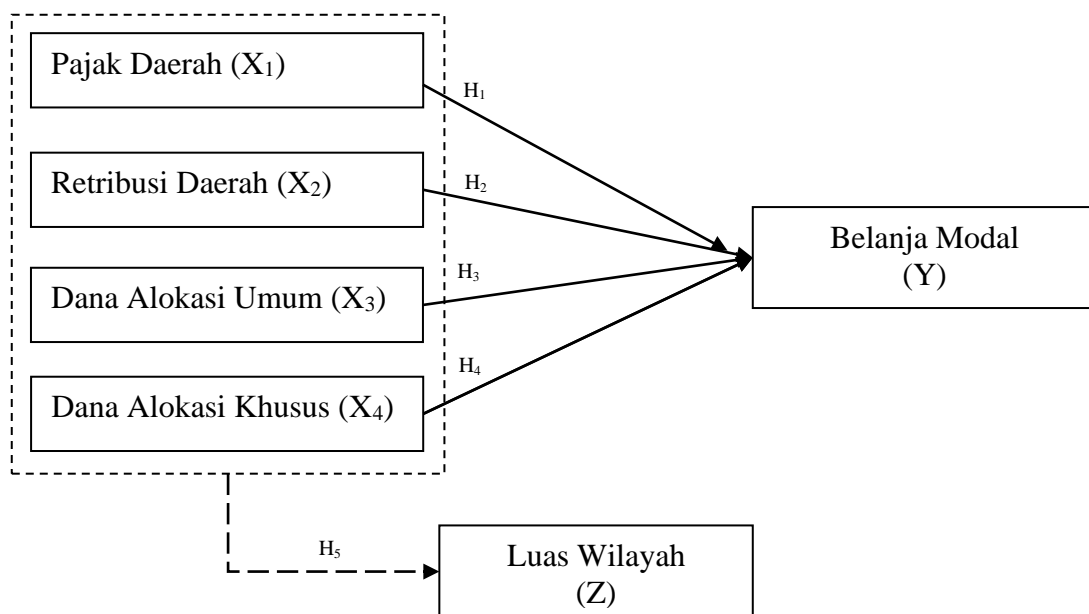 Pajak Daerah (X₁)
H₁
Retribusi Daerah (X₂)
H₂
Belanja Modal
(Y)
Dana Alokasi Umum (X₃)
H₃
H₄
Dana Alokasi Khusus (X₄)
H₅
Luas Wilayah
(Z)